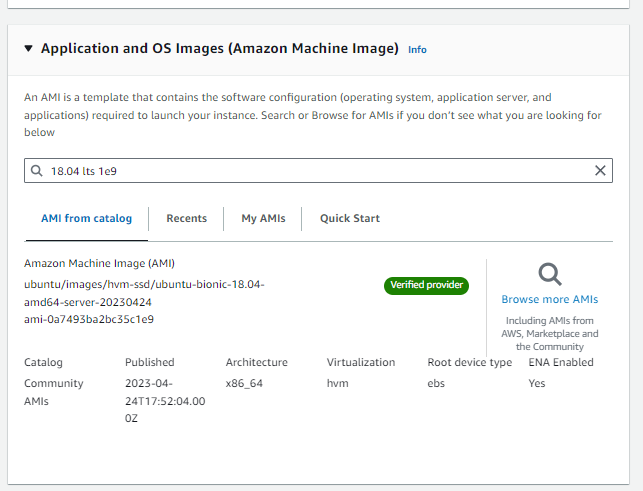 Application and OS Images (Amazon Machine Image) Info
An AMI is a template that contains the software configuration (operating system, application server, and
applications) required to launch your instance. Search or Browse for AMIs if you don't see what you are looking for
below
18.04 lts 1e9
AMI from catalog
Recents
My AMIs
Quick Start
Amazon Machine Image (AMI)
ubuntu/images/hvm-ssd/ubuntu-bionic-18.04-
amd64-server-20230424
ami-0a7493ba2bc35c1e9
Verified provider
Browse more AMIs
Including AMIs from
AWS, Marketplace and
the Community
Catalog
Community
AMIs
Published
2023-04-
24T17:52:04.00
0Z
Architecture
x86_64
Virtualization
hvm
Root device type
ebs
ENA Enabled
Yes